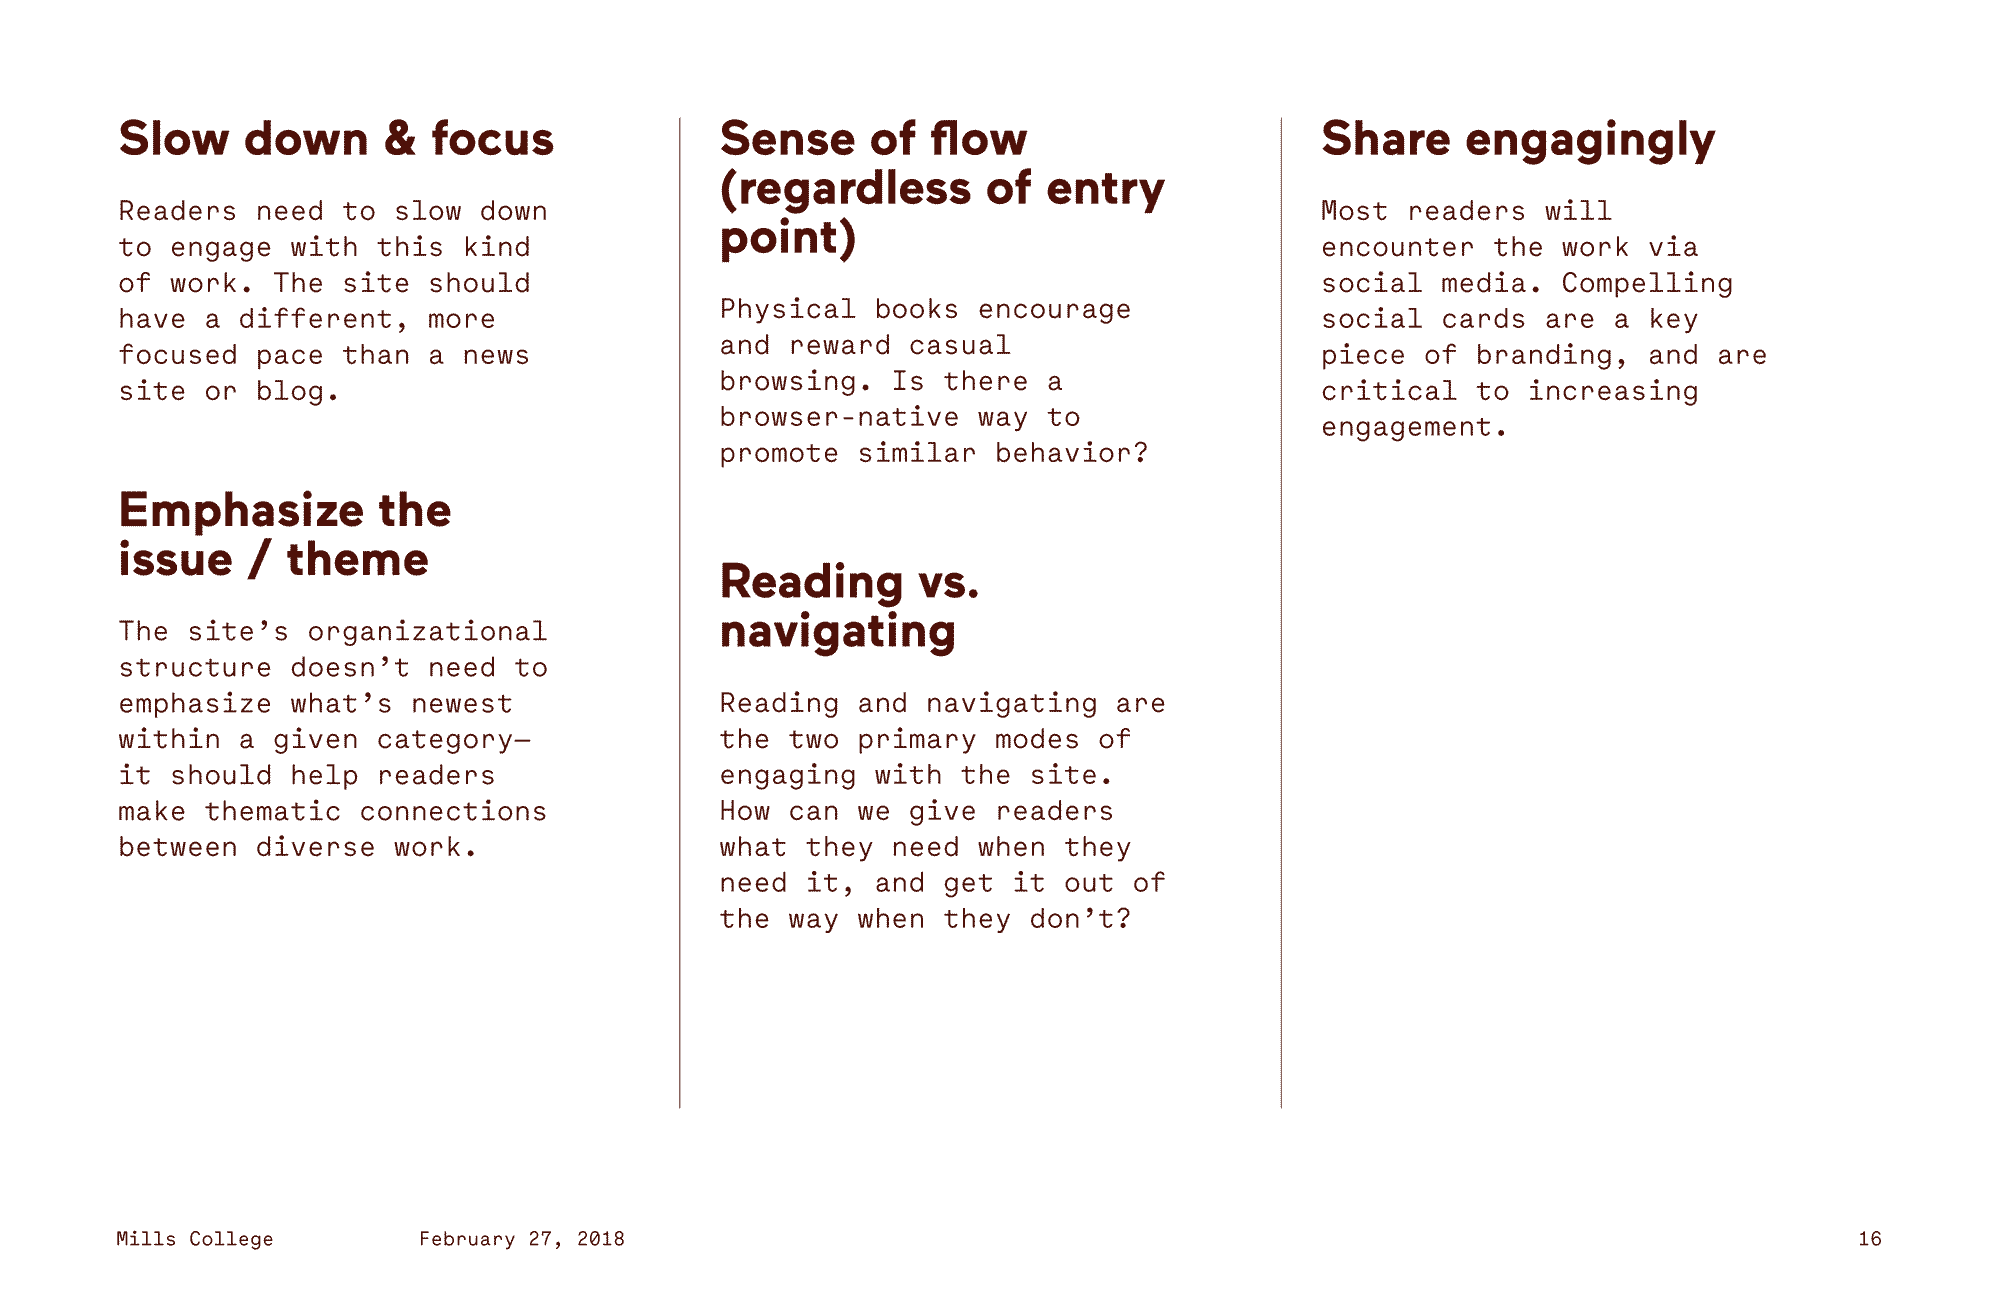 Slow down & focus
Readers need to slow down
to engage with this kind
of work. The site should
have a different, more
focused pace than a news
site or blog.
Emphasize the
issue / theme
The site’s organizational
structure doesn’t need to
emphasize what’s newest
within a given category—
it should help readers
make thematic connections
between diverse work.
Sense of flow
(regardless of entry
point)
Physical books encourage
and reward casual
browsing. Is there a
browser-native way to
promote similar behavior?
Reading vs.
navigating
Reading and navigating are
the two primary modes of
engaging with the site.
How can we give readers
what they need when they
need it, and get it out of
the way when they don’t?
Share engagingly
Most readers will
encounter the work via
social media. Compelling
social cards are a key
piece of branding, and are
critical to increasing
engagement.
Mills College
February 27, 2018
16